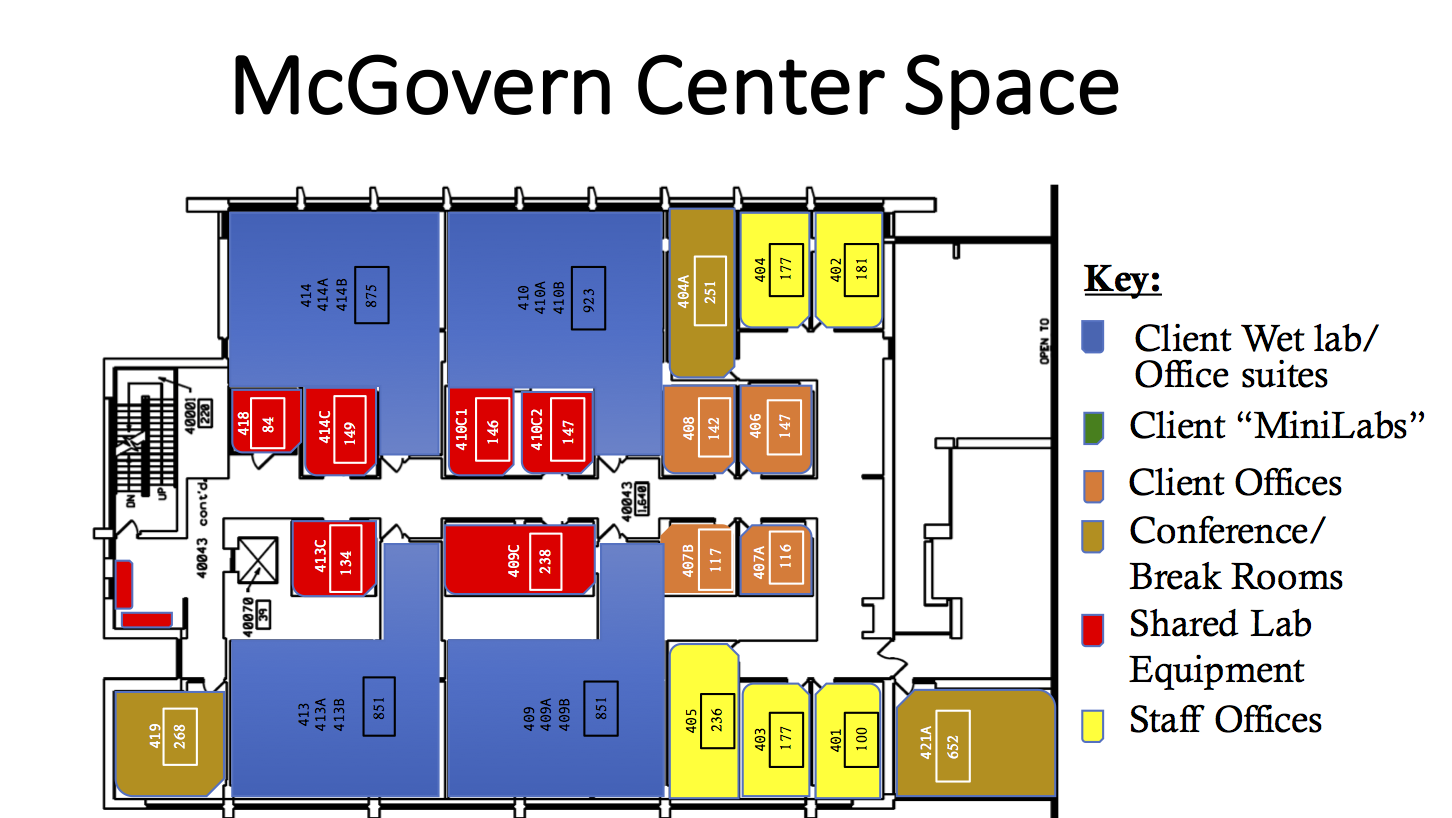 McGovern Center Space
414
414A
414B
875
410
410A
410B
923
404A
251
404
177
402
181
OPEN TO
40001
220
418
84
414C
149
410C1
146
410C2
147
408
142
406
147
DN
UP
40043 cont'd.
40043
1,640
413C
134
409C
238
407B
117
407A
116
40070
39
419
268
413
413A
413B
851
409
409A
409B
851
405
236
403
177
401
100
421A
652
Key:
Client Wet lab/
Office suites
Client “MiniLabs”
Client Offices
Conference/
Break Rooms
Shared Lab
Equipment
Staff Offices